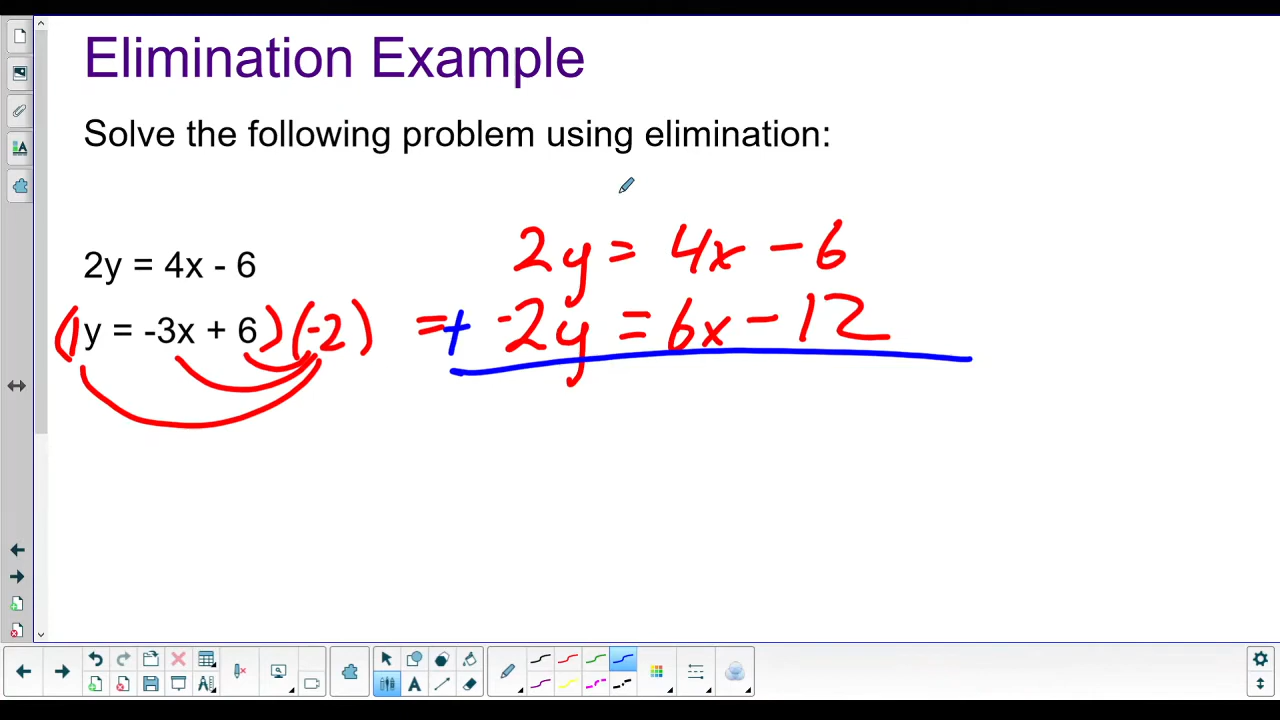 Elimination Example
Solve the following problem using elimination:
2y = 4x - 6
2y = 4x - 6
(1y = -3x + 6)(-2) = + -2y = 6x - 12